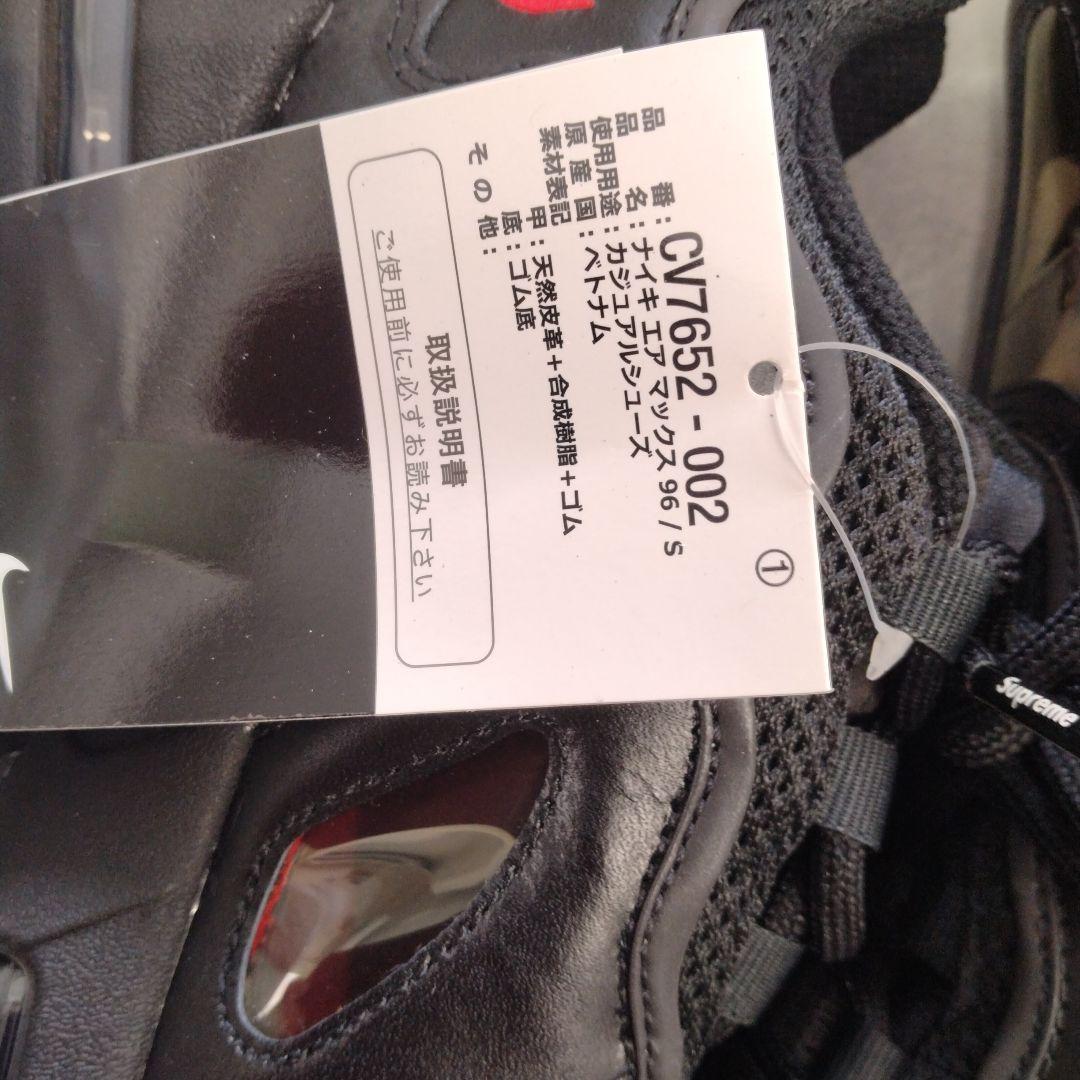 ①
品番：CV7652-002
品名：ナイキ エア マックス 96 / S
使用用途：カジュアルシューズ
原産国：ベトナム
素材表記 甲：天然皮革＋合成樹脂＋ゴム
底：ゴム底
その他：
取扱説明書
ご使用前に必ずお読み下さい
Supreme